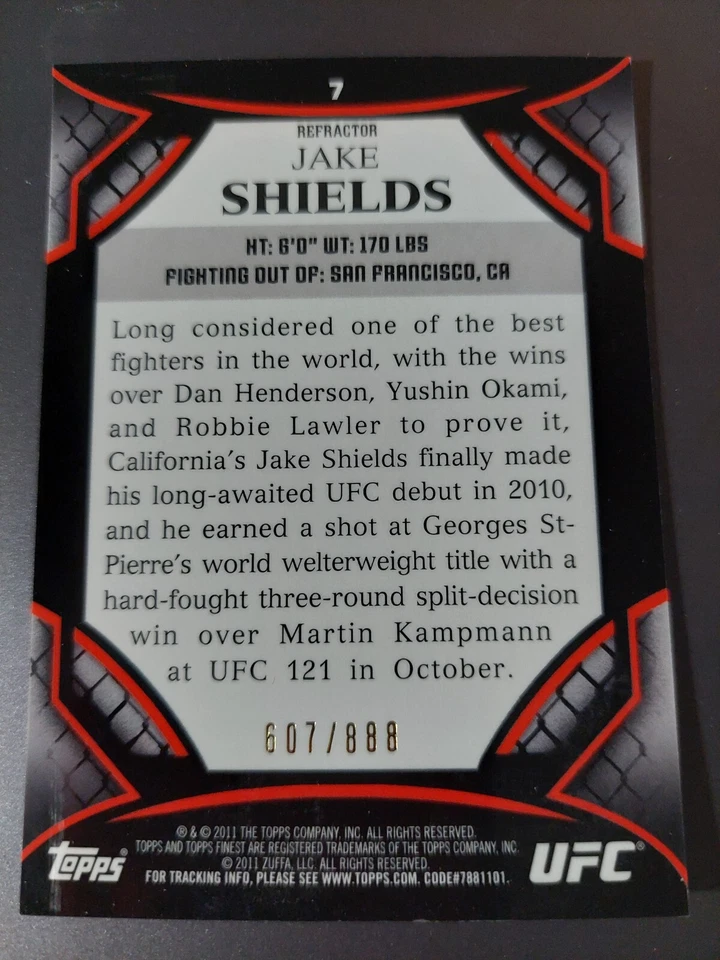 7
REFRACTOR
JAKE
SHIELDS
HT: 6'0" WT: 170 LBS
FIGHTING OUT OF: SAN FRANCISCO, CA
Long considered one of the best
fighters in the world, with the wins
over Dan Henderson, Yushin Okami,
and Robbie Lawler to prove it,
California's Jake Shields finally made
his long-awaited UFC debut in 2010,
and he earned a shot at Georges St-
Pierre's world welterweight title with a
hard-fought three-round split-decision
win over Martin Kampmann
at UFC 121 in October.
607/888
® & © 2011 THE TOPPS COMPANY, INC. ALL RIGHTS RESERVED.
TOPPS AND TOPPS FINEST ARE REGISTERED TRADEMARKS OF THE TOPPS COMPANY, INC.
© 2011 ZUFFA, LLC. ALL RIGHTS RESERVED.
FOR TRACKING INFO, PLEASE SEE WWW.TOPPS.COM. CODE#7881101.
Topps®
UFC®